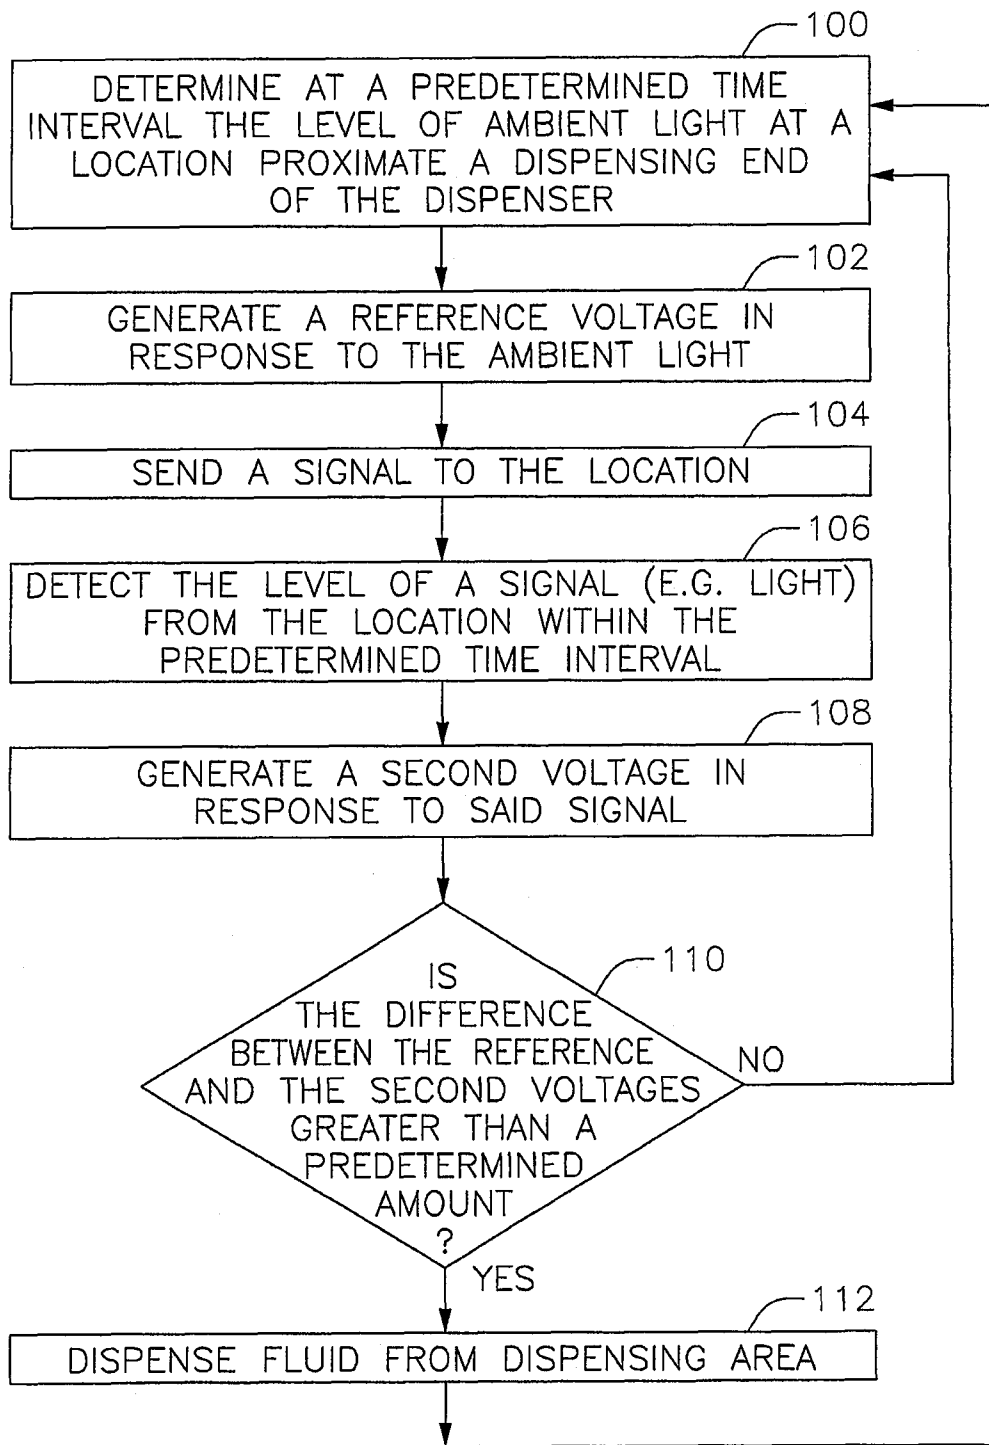 100
DETERMINE AT A PREDETERMINED TIME
INTERVAL THE LEVEL OF AMBIENT LIGHT AT A
LOCATION PROXIMATE A DISPENSING END
OF THE DISPENSER
102
GENERATE A REFERENCE VOLTAGE IN
RESPONSE TO THE AMBIENT LIGHT
104
SEND A SIGNAL TO THE LOCATION
106
DETECT THE LEVEL OF A SIGNAL (E.G. LIGHT)
FROM THE LOCATION WITHIN THE
PREDETERMINED TIME INTERVAL
108
GENERATE A SECOND VOLTAGE IN
RESPONSE TO SAID SIGNAL
110
IS
THE DIFFERENCE
BETWEEN THE REFERENCE
AND THE SECOND VOLTAGES
GREATER THAN A
PREDETERMINED
AMOUNT
?
NO
YES
112
DISPENSE FLUID FROM DISPENSING AREA